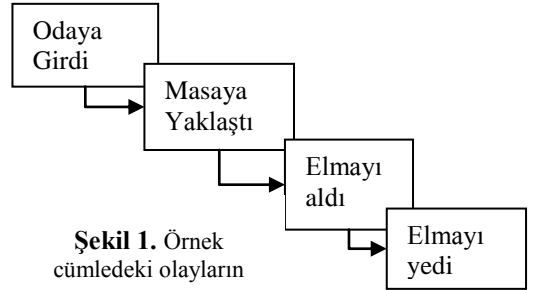 Odaya
Girdi
Masaya
Yaklaştı
Elmayı
aldı
Elmayı
yedi
Şekil 1. Örnek
cümledeki olayların